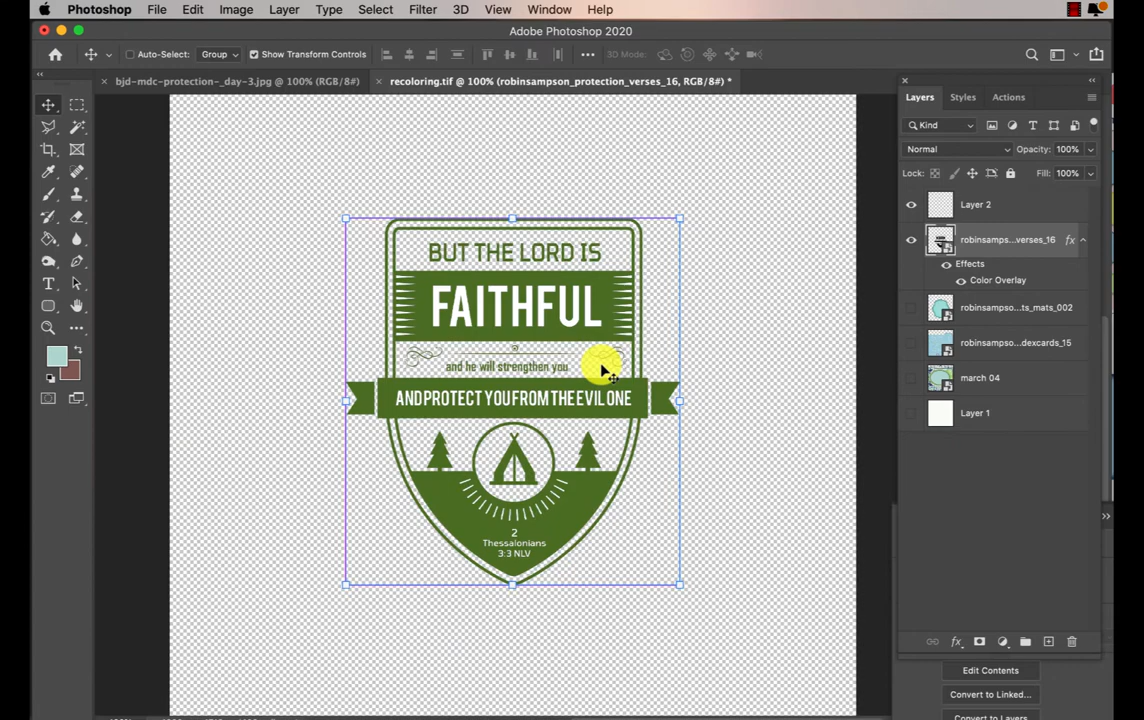 Photoshop File Edit Image Layer Type Select Filter 3D View Window Help
Adobe Photoshop 2020
Auto-Select: Group Show Transform Controls 3D Mode:
bjd-mdc-protection-_day-3.jpg @ 100% (RGB/8#)
recoloring.tif @ 100% (robinsampson_protection_verses_16, RGB/8#) *
Layers Styles Actions
Kind
Normal Opacity: 100%
Lock: Fill: 100%
Layer 2
robinsamps...verses_16 fx
Effects
Color Overlay
robinsampso...ts_mats_002
robinsampso...dexcards_15
march 04
Layer 1
fx
Edit Contents
Convert to Linked...
Convert to Layers
BUT THE LORD IS
FAITHFUL
and he will strengthen you
AND PROTECT YOU FROM THE EVIL ONE
2
Thessalonians
3:3 NLV